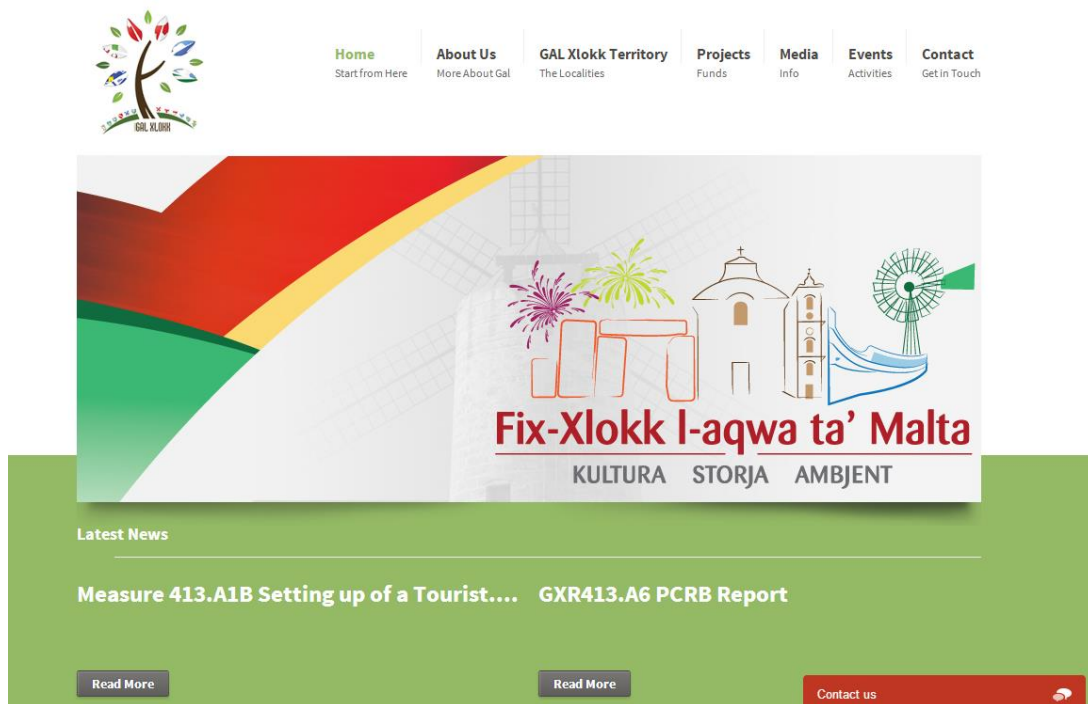 GAL XLOKK
Home
Start from Here
About Us
More About Gal
GAL Xlokk Territory
The Localities
Projects
Funds
Media
Info
Events
Activities
Contact
Get in Touch
Fix-Xlokk l-aqwa ta' Malta
KULTURA STORJA AMBJENT
Latest News
Measure 413.A1B Setting up of a Tourist....
GXR413.A6 PCRB Report
Read More
Read More
Contact us